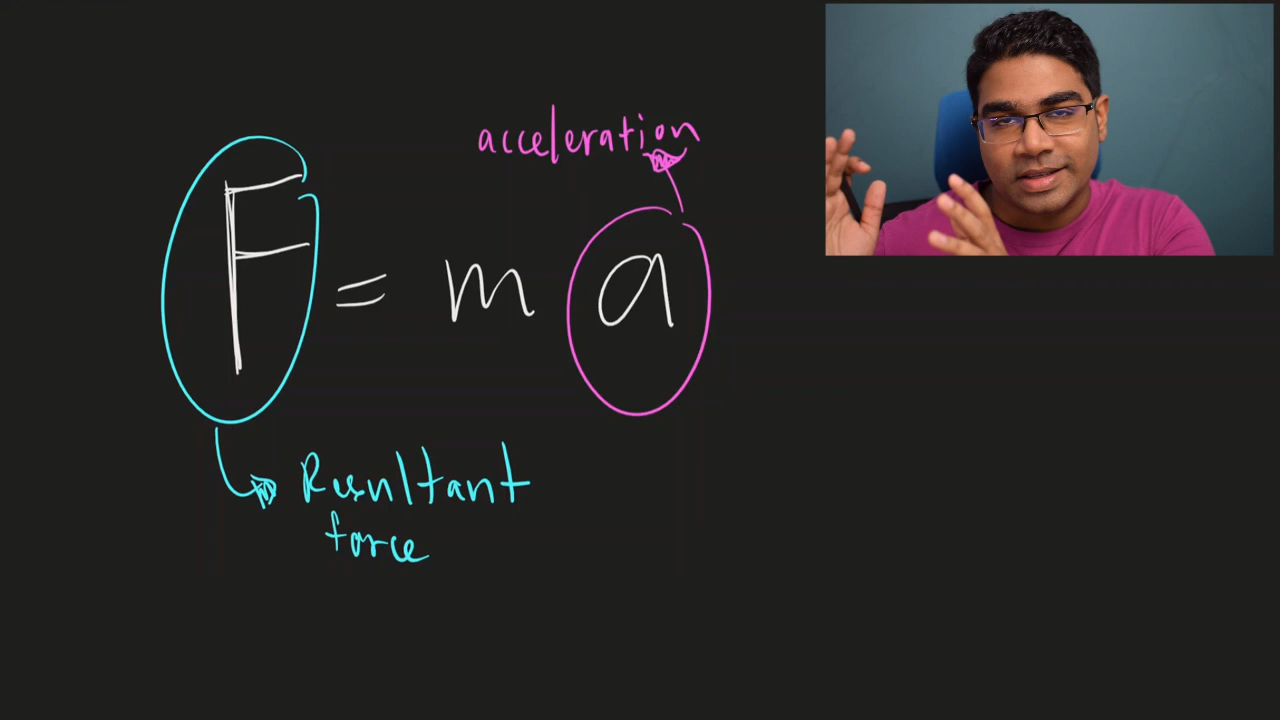 acceleration
F = m a
Resultant
force